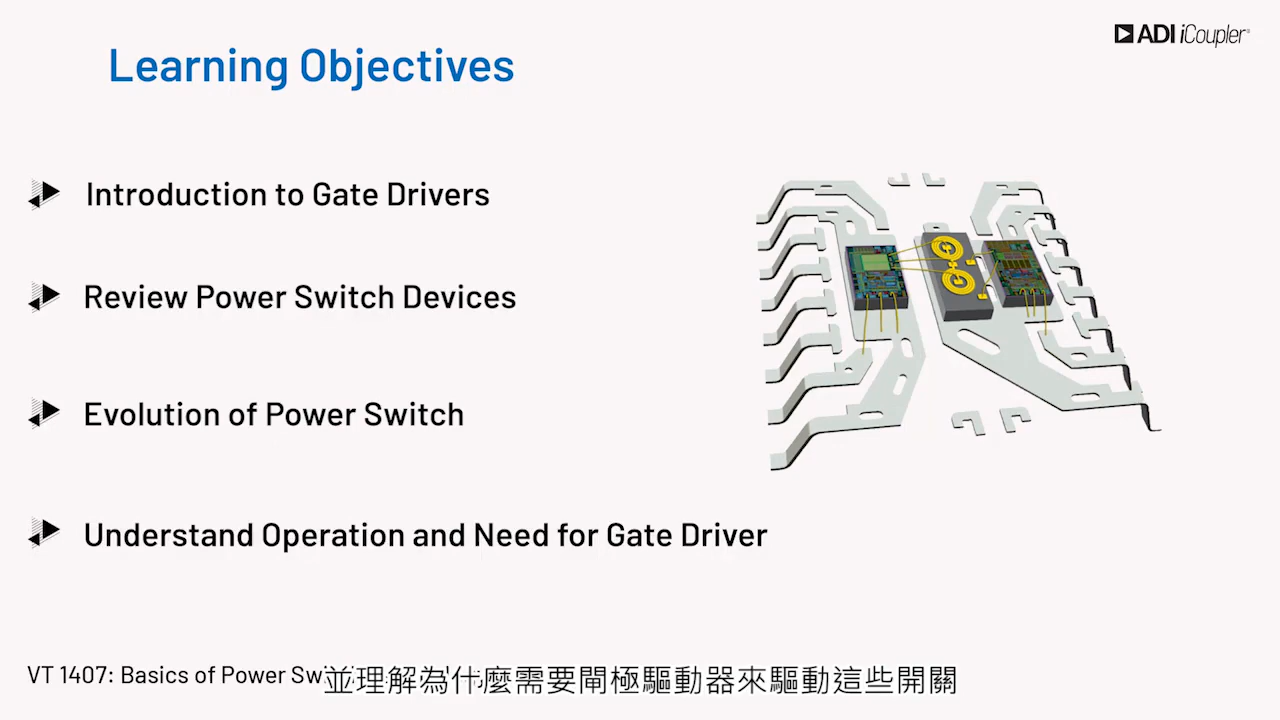 ADI iCoupler®
Learning Objectives
Introduction to Gate Drivers
Review Power Switch Devices
Evolution of Power Switch
Understand Operation and Need for Gate Driver
VT 1407: Basics of Power
並理解為什麼需要閘極驅動器來驅動這些開關